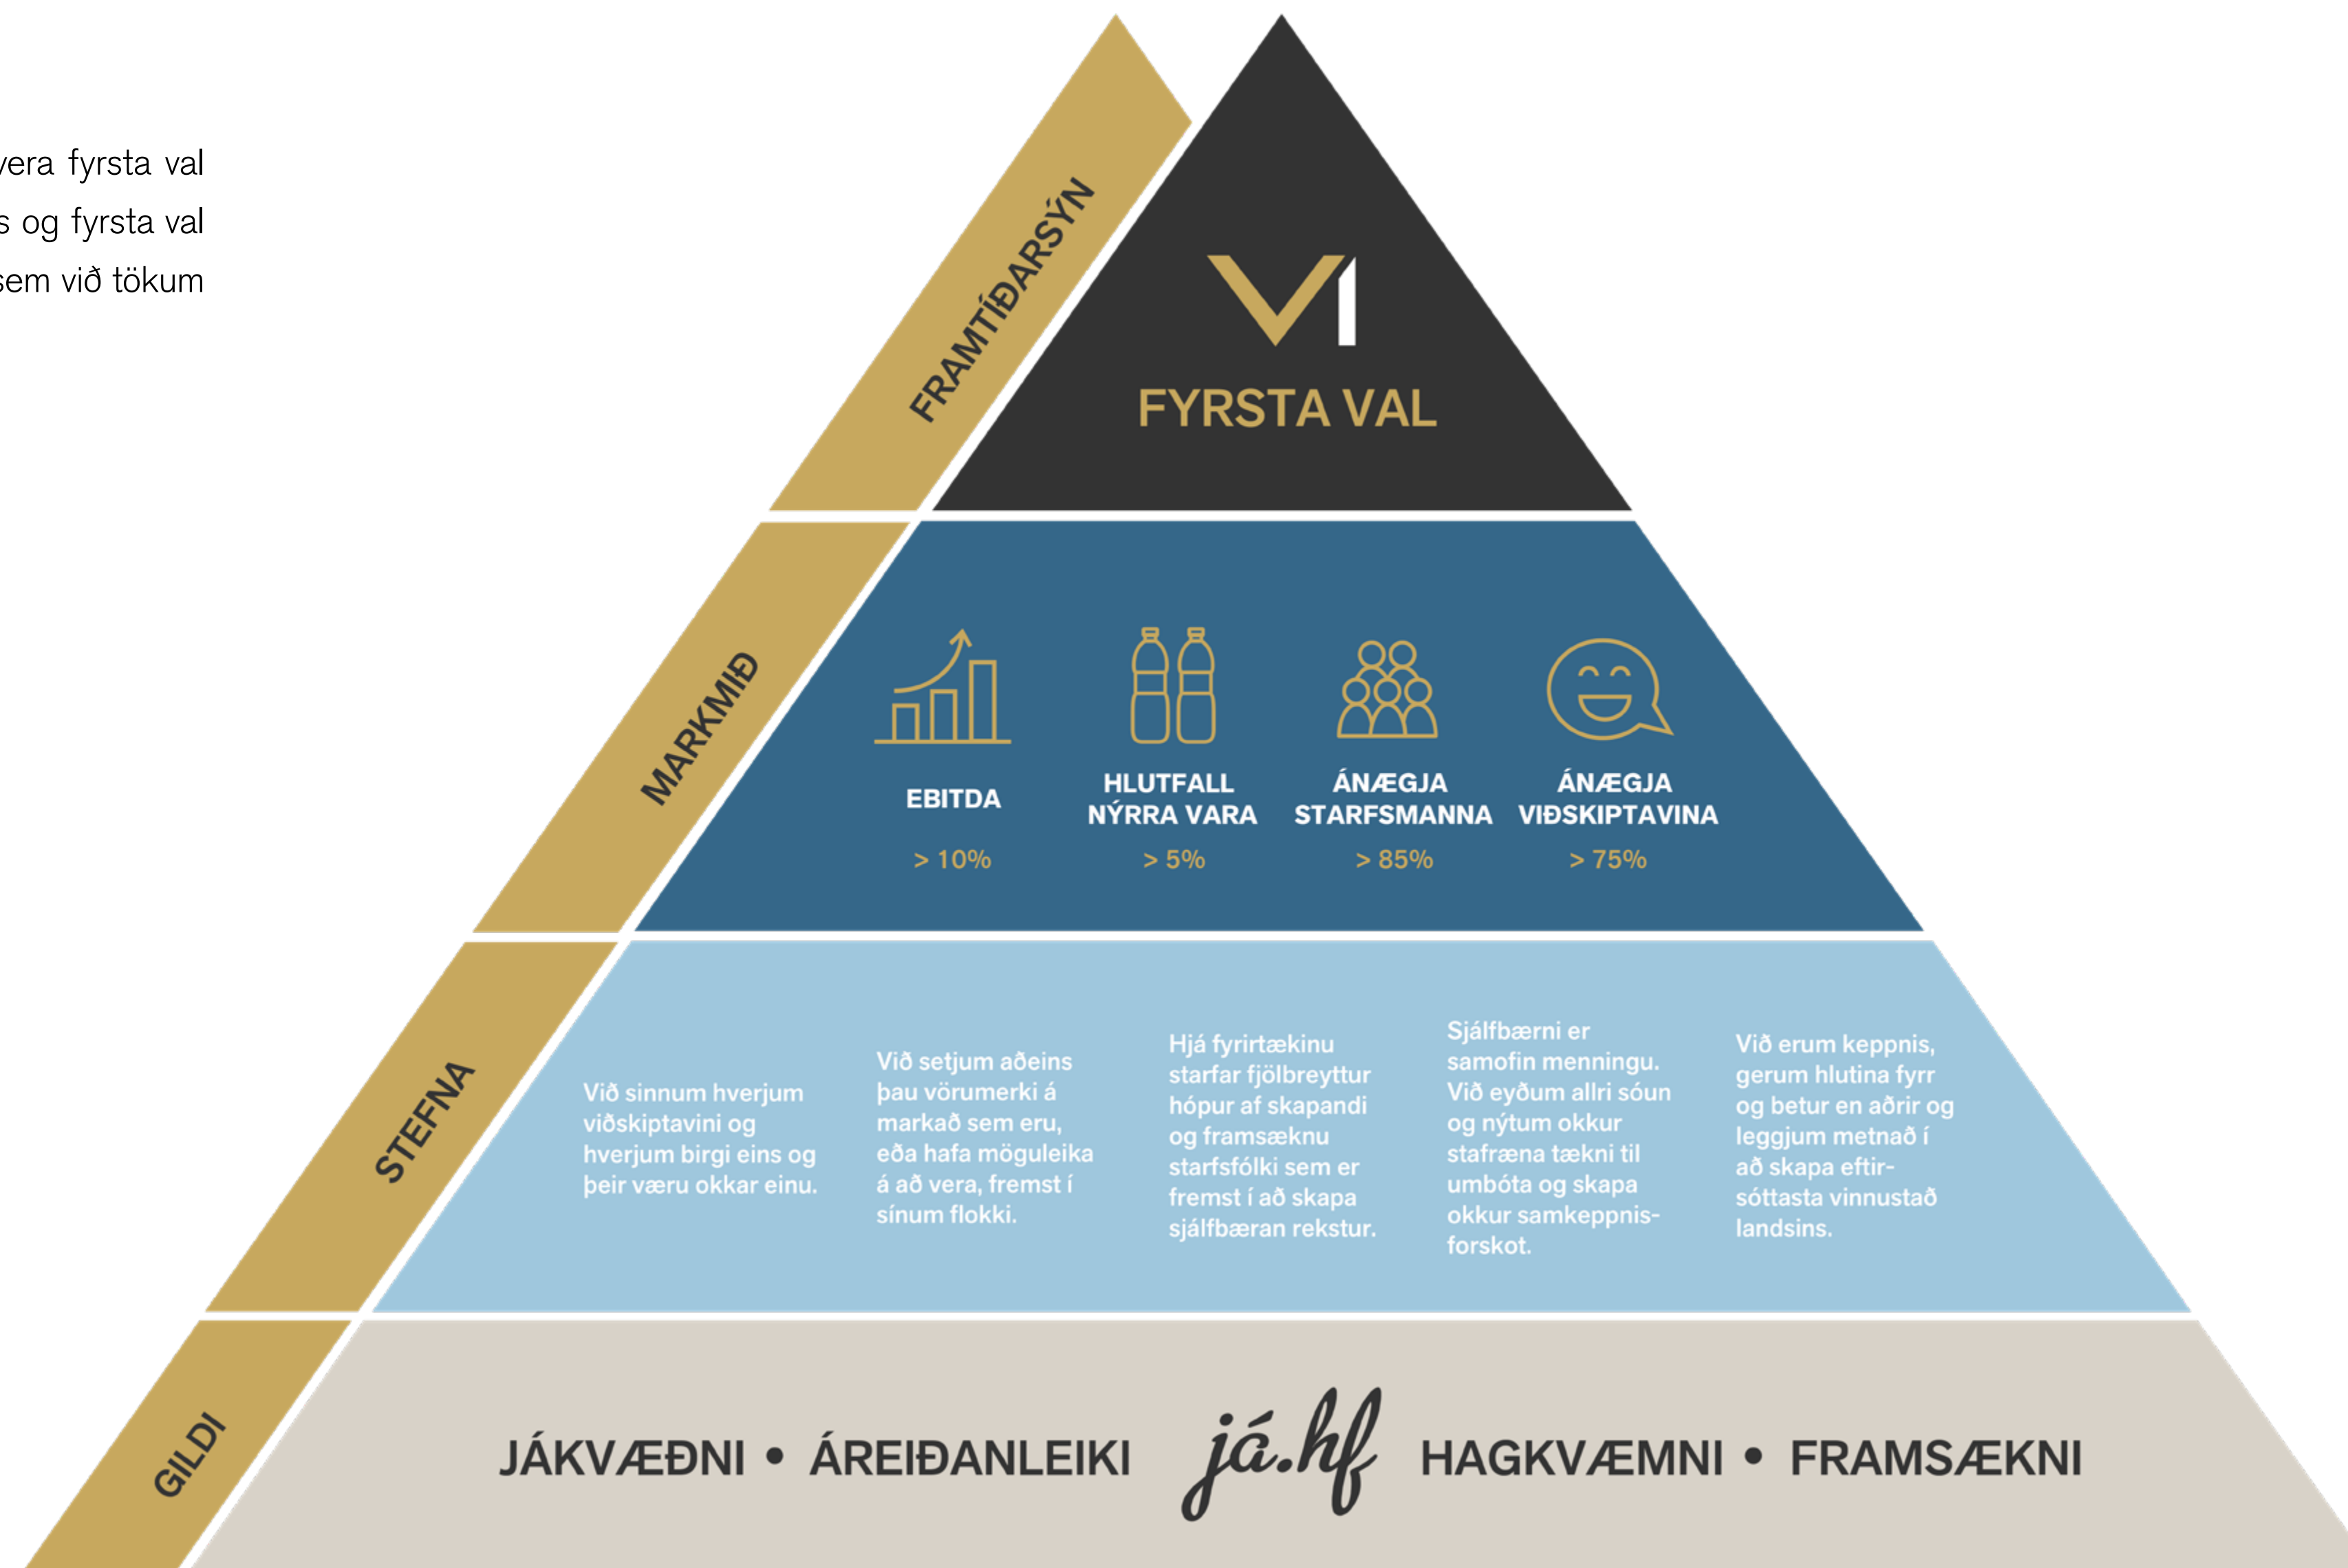 vera fyrsta val
s og fyrsta val
sem við tökum
FRAMTÍÐARSÝN
V1
FYRSTA VAL
MARKMIÐ
EBITDA
> 10%
HLUTFALL
NÝRRA VARA
> 5%
ÁNÆGJA
STARFSMANNA
> 85%
ÁNÆGJA
VIÐSKIPTAVINA
> 75%
STEFNA
Við sinnum hverjum
viðskiptavini og
hverjum birgi eins og
þeir væru okkar einu.
Við setjum aðeins
þau vörumerki á
markað sem eru,
eða hafa möguleika
á að vera, fremst í
sínum flokki.
Hjá fyrirtækinu
starfar fjölbreyttur
hópur af skapandi
og framsæknu
starfsfólki sem er
fremst í að skapa
sjálfbæran rekstur.
Sjálfbærni er
samofin menningu.
Við eyðum allri sóun
og nýtum okkur
stafræna tækni til
umbóta og skapa
okkur samkeppnis-
forskot.
Við erum keppnis,
gerum hlutina fyrr
og betur en aðrir og
leggjum metnað í
að skapa eftir-
sóttasta vinnustað
landsins.
GILDI
JÁKVÆÐNI • ÁREIÐANLEIKI já.hf HAGKVÆMNI • FRAMSÆKNI